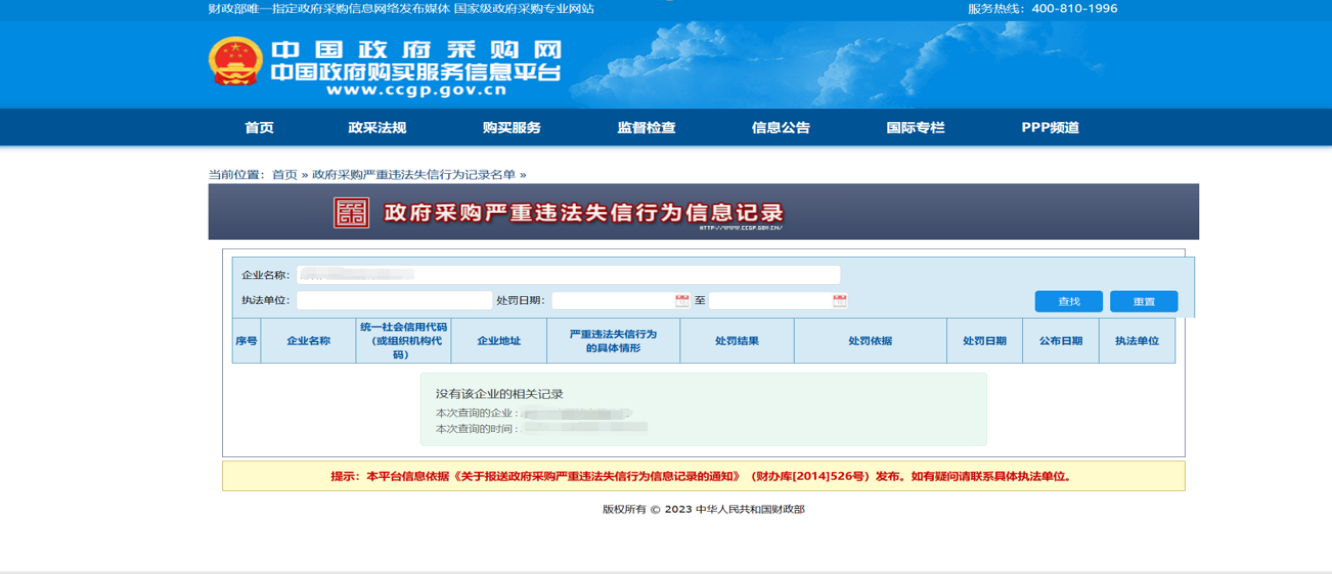 财政部唯一指定政府采购信息网络发布媒体 国家级政府采购专业网站
服务热线：400-810-1996
中国政府采购网
中国政府购买服务信息平台
www.ccgp.gov.cn
首页 政采法规 购买服务 监督检查 信息公告 国际专栏 PPP频道
当前位置：首页 » 政府采购严重违法失信行为记录名单 »
政府采购严重违法失信行为信息记录
HTTP://WWW.CCGP.GOV.CN/
企业名称：
执法单位： 处罚日期： 至 查找 重置
序号 企业名称 统一社会信用代码（或组织机构代码） 企业地址 严重违法失信行为的具体情形 处罚结果 处罚依据 处罚日期 公布日期 执法单位
没有该企业的相关记录
本次查询的企业：
本次查询的时间：
提示：本平台信息依据《关于报送政府采购严重违法失信行为信息记录的通知》（财办库[2014]526号）发布。如有疑问请联系具体执法单位。
版权所有 © 2023 中华人民共和国财政部